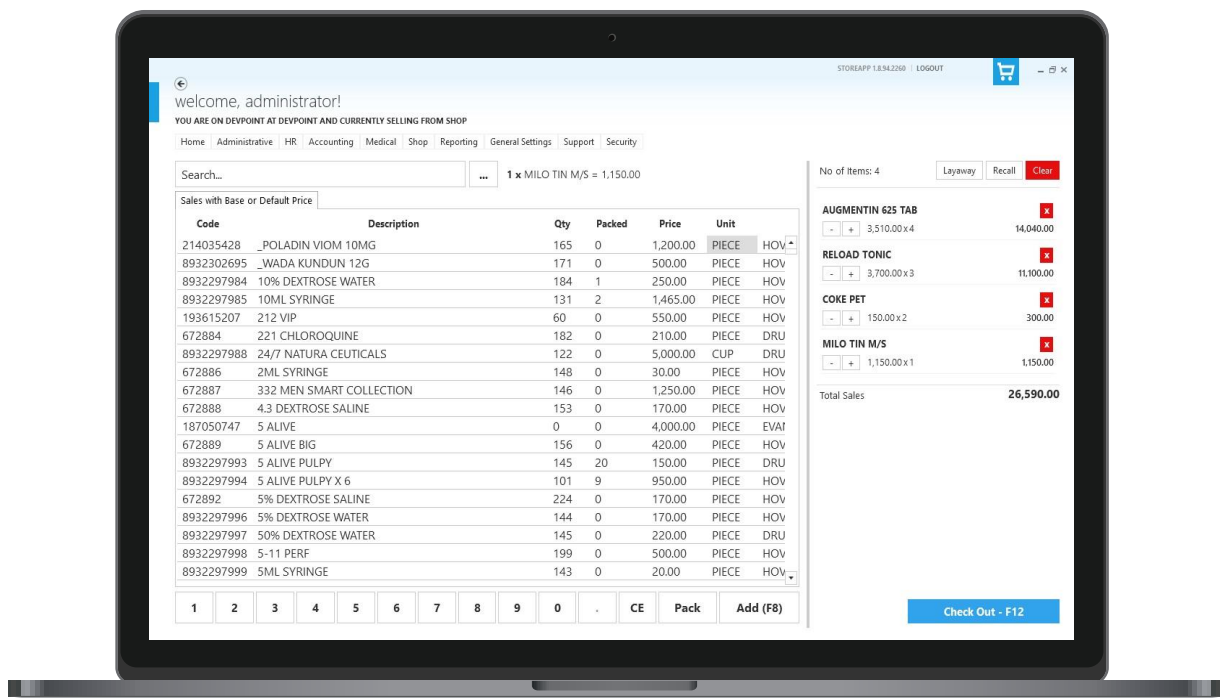 STOREAPP 1.8.94.2260 | LOGOUT
welcome, administrator!
YOU ARE ON DEVPOINT AT DEVPOINT AND CURRENTLY SELLING FROM SHOP
Home Administrative HR Accounting Medical Shop Reporting General Settings Support Security
Search... ... 1 x MILO TIN M/S = 1,150.00
Sales with Base or Default Price
Code Description Qty Packed Price Unit
214035428 _POLADIN VIOM 10MG 165 0 1,200.00 PIECE HOV
8932302695 _WADA KUNDUN 12G 171 0 500.00 PIECE HOV
8932297984 10% DEXTROSE WATER 184 1 250.00 PIECE HOV
8932297985 10ML SYRINGE 131 2 1,465.00 PIECE HOV
193615207 212 VIP 60 0 550.00 PIECE HOV
672884 221 CHLOROQUINE 182 0 210.00 PIECE DRU
8932297988 24/7 NATURA CEUTICALS 122 0 5,000.00 CUP DRU
672886 2ML SYRINGE 148 0 30.00 PIECE HOV
672887 332 MEN SMART COLLECTION 146 0 1,250.00 PIECE HOV
672888 4.3 DEXTROSE SALINE 153 0 170.00 PIECE HOV
187050747 5 ALIVE 0 0 4,000.00 PIECE EVAI
672889 5 ALIVE BIG 156 0 420.00 PIECE HOV
8932297993 5 ALIVE PULPY 145 20 150.00 PIECE DRU
8932297994 5 ALIVE PULPY X 6 101 9 950.00 PIECE HOV
672892 5% DEXTROSE SALINE 224 0 170.00 PIECE HOV
8932297996 5% DEXTROSE WATER 144 0 170.00 PIECE HOV
8932297997 50% DEXTROSE WATER 145 0 220.00 PIECE DRU
8932297998 5-11 PERF 199 0 500.00 PIECE HOV
8932297999 5ML SYRINGE 143 0 20.00 PIECE HOV
1 2 3 4 5 6 7 8 9 0 . CE Pack Add (F8)
No of Items: 4 Layaway Recall Clear
AUGMENTIN 625 TAB x
- + 3,510.00 x 4 14,040.00
RELOAD TONIC x
- + 3,700.00 x 3 11,100.00
COKE PET x
- + 150.00 x 2 300.00
MILO TIN M/S x
- + 1,150.00 x 1 1,150.00
Total Sales 26,590.00
Check Out - F12